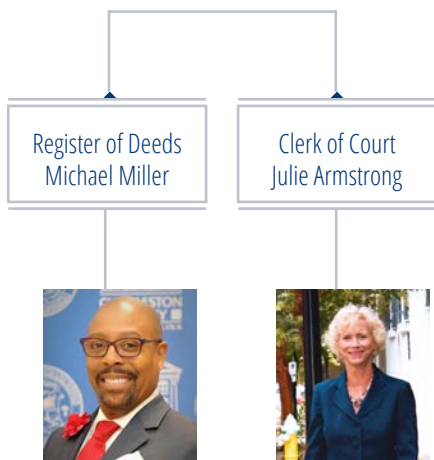 Register of Deeds
Michael Miller
Clerk of Court
Julie Armstrong